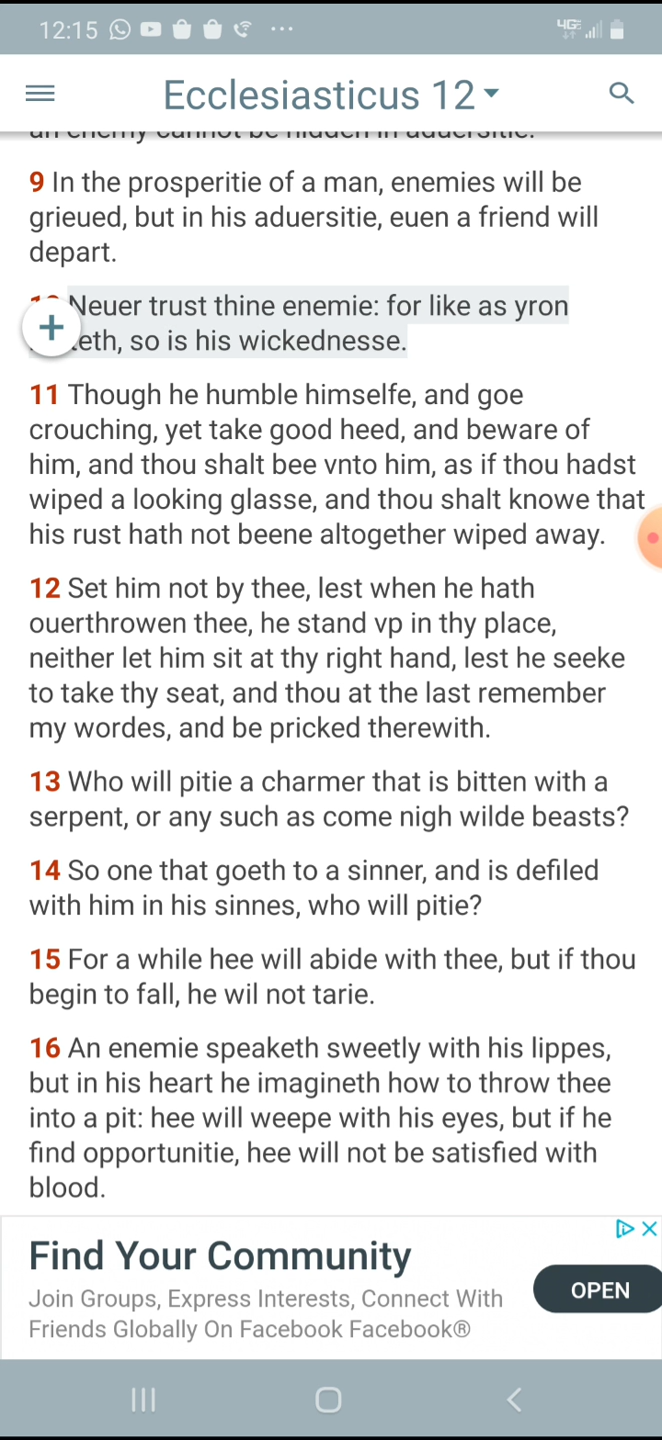 12:15
4GE
Ecclesiasticus 12
an enemy cannot be hidden in aduersitie.
9 In the prosperitie of a man, enemies will be
grieued, but in his aduersitie, euen a friend will
depart.
Neuer trust thine enemie: for like as yron
eth, so is his wickednesse.
11 Though he humble himselfe, and goe
crouching, yet take good heed, and beware of
him, and thou shalt bee vnto him, as if thou hadst
wiped a looking glasse, and thou shalt knowe that
his rust hath not beene altogether wiped away.
12 Set him not by thee, lest when he hath
ouerthrowen thee, he stand vp in thy place,
neither let him sit at thy right hand, lest he seeke
to take thy seat, and thou at the last remember
my wordes, and be pricked therewith.
13 Who will pitie a charmer that is bitten with a
serpent, or any such as come nigh wilde beasts?
14 So one that goeth to a sinner, and is defiled
with him in his sinnes, who will pitie?
15 For a while hee will abide with thee, but if thou
begin to fall, he wil not tarie.
16 An enemie speaketh sweetly with his lippes,
but in his heart he imagineth how to throw thee
into a pit: hee will weepe with his eyes, but if he
find opportunitie, hee will not be satisfied with
blood.
Find Your Community
Join Groups, Express Interests, Connect With
Friends Globally On Facebook Facebook®
OPEN